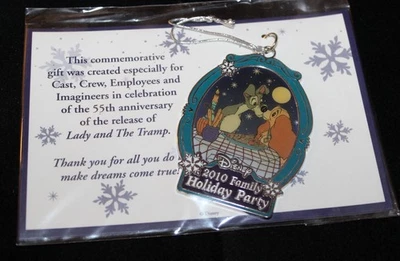 This commemorative
gift was created especially for
Cast, Crew, Employees and
Imagineers in celebration
of the 55th anniversary
of the release of
Lady and The Tramp.
Thank you for all you do
make dreams come true!
Disney
2010 Family
Holiday Party